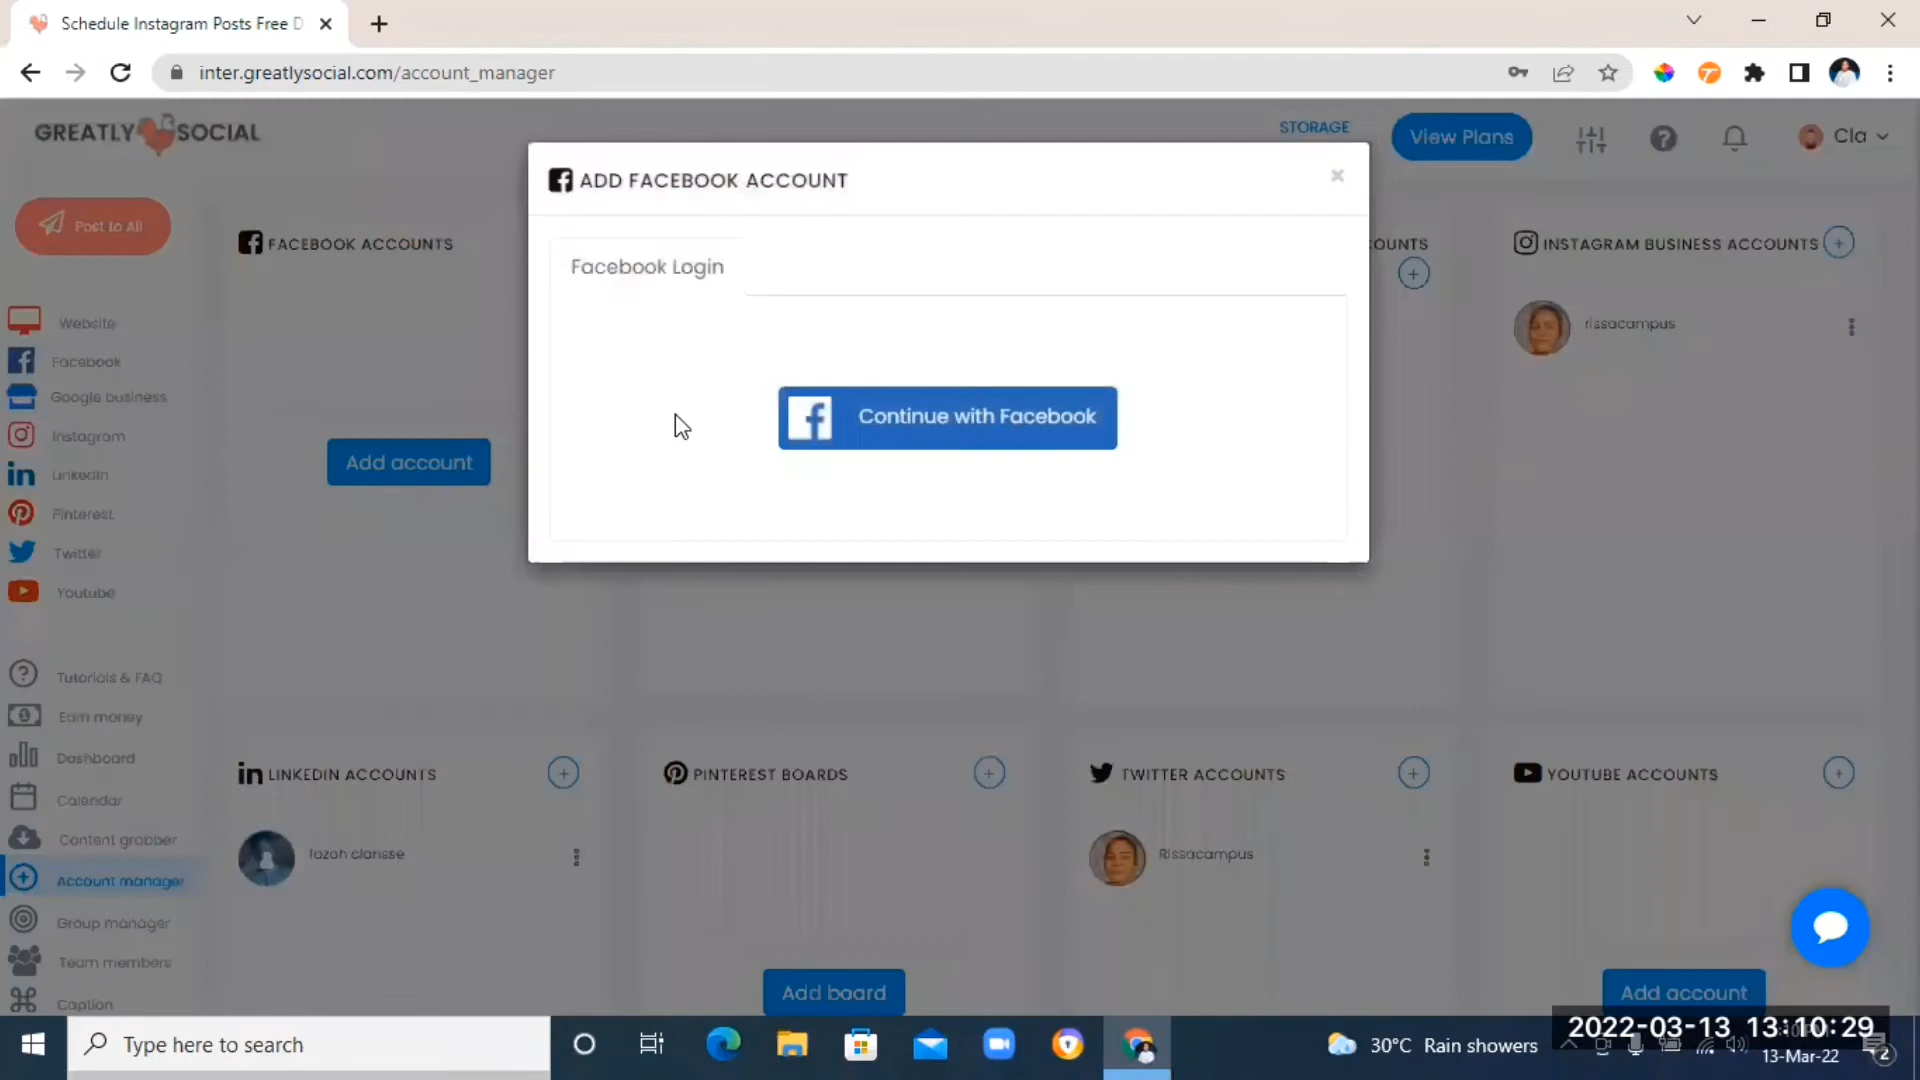 Schedule Instagram Posts Free D
inter.greatlysocial.com/account_manager
GREATLY SOCIAL
STORAGE
View Plans
Cla
ADD FACEBOOK ACCOUNT
×
Facebook Login
Continue with Facebook
Post to All
Website
Facebook
Google business
Instagram
LinkedIn
Pinterest
Twitter
Youtube
Tutorials & FAQ
Earn money
Dashboard
Calendar
Content grabber
Account manager
Group manager
Team members
Caption
FACEBOOK ACCOUNTS
Add account
OUNTS
INSTAGRAM BUSINESS ACCOUNTS
rissacampus
LINKEDIN ACCOUNTS
PINTEREST BOARDS
Add board
TWITTER ACCOUNTS
Rissacampus
YOUTUBE ACCOUNTS
Add account
Type here to search
30°C Rain showers
2022-03-13 13:10:29
13-Mar-22
2